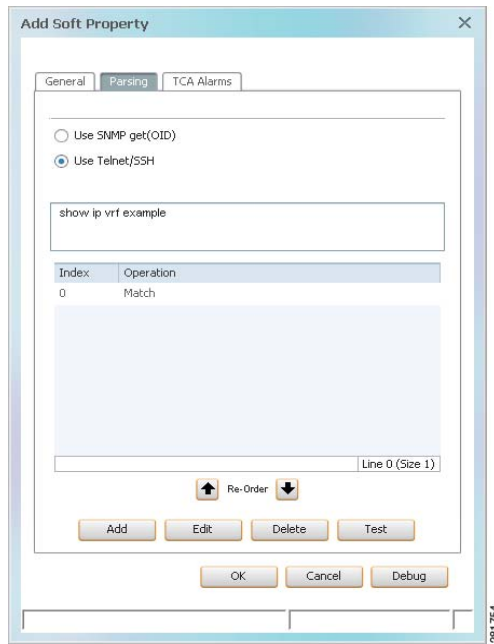 Add Soft Property
General Parsing TCA Alarms
Use SNMP get(OID)
Use Telnet/SSH
show ip vrf example
Index Operation
0 Match
Line 0 (Size 1)
Re-Order
Add Edit Delete Test
OK Cancel Debug